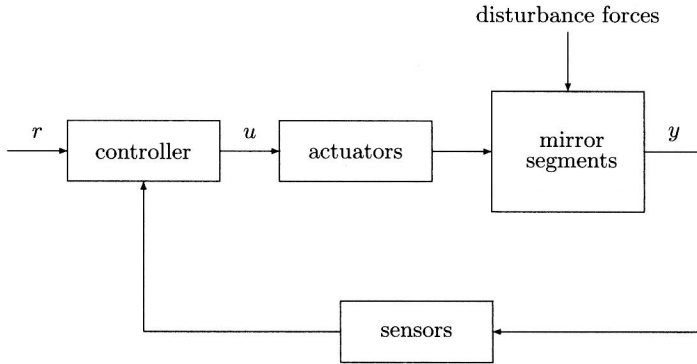 disturbance forces
r
controller
u
actuators
mirror
segments
y
sensors